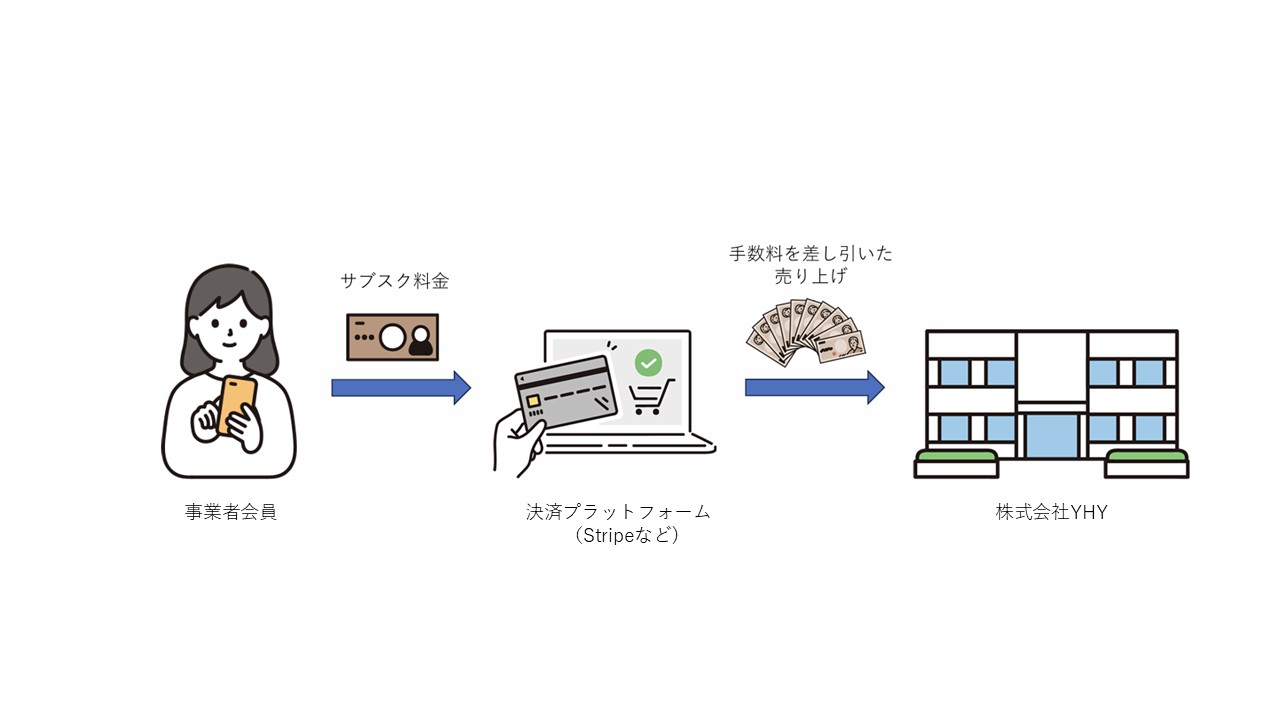 サブスク料金
手数料を差し引いた
売り上げ
事業者会員
決済プラットフォーム
（Stripeなど）
株式会社YHY